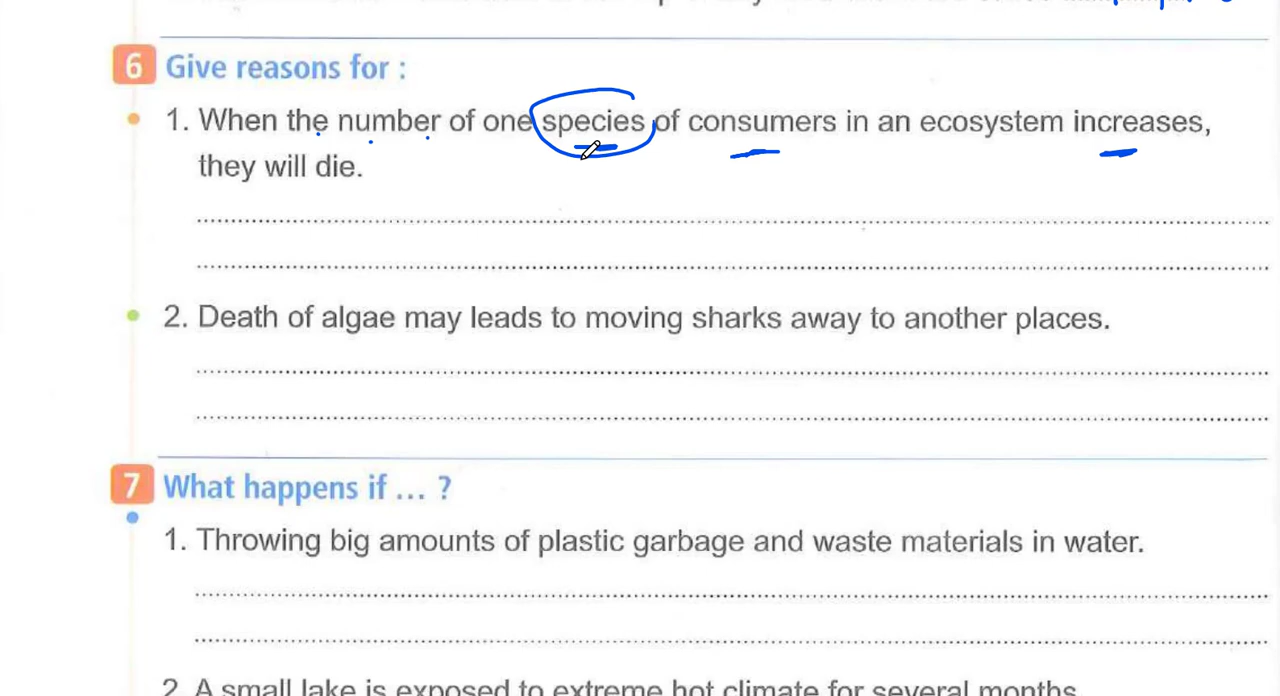 6 Give reasons for :
1. When the number of one species of consumers in an ecosystem increases,
they will die.
2. Death of algae may leads to moving sharks away to another places.
7 What happens if ... ?
1. Throwing big amounts of plastic garbage and waste materials in water.
2. A small lake is exposed to extreme hot climate for several months.